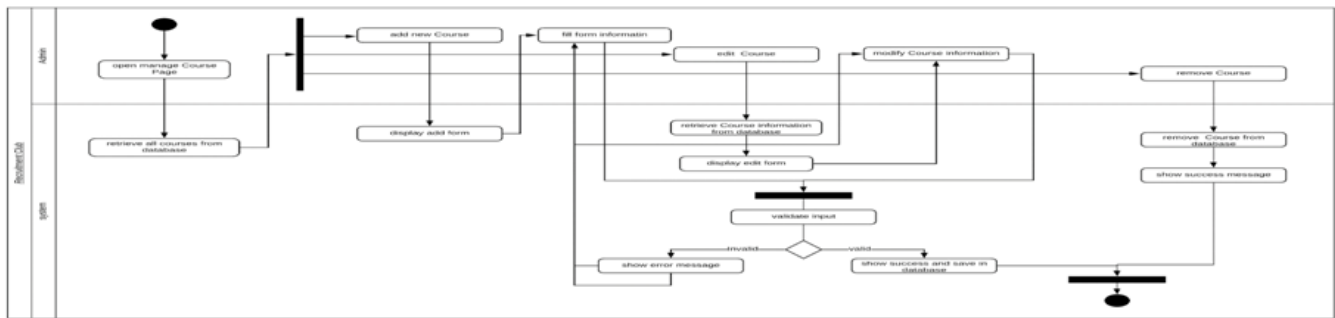 Recruitment Club
Admin
system
open manage Course
Page
retrieve all courses from
database
add new Course
display add form
fill form informatin
edit Course
retrieve Course information
from database
display edit form
modify Course information
remove Course
remove Course from
database
show success message
validate input
Invalid
valid
show error message
show success and save in
database